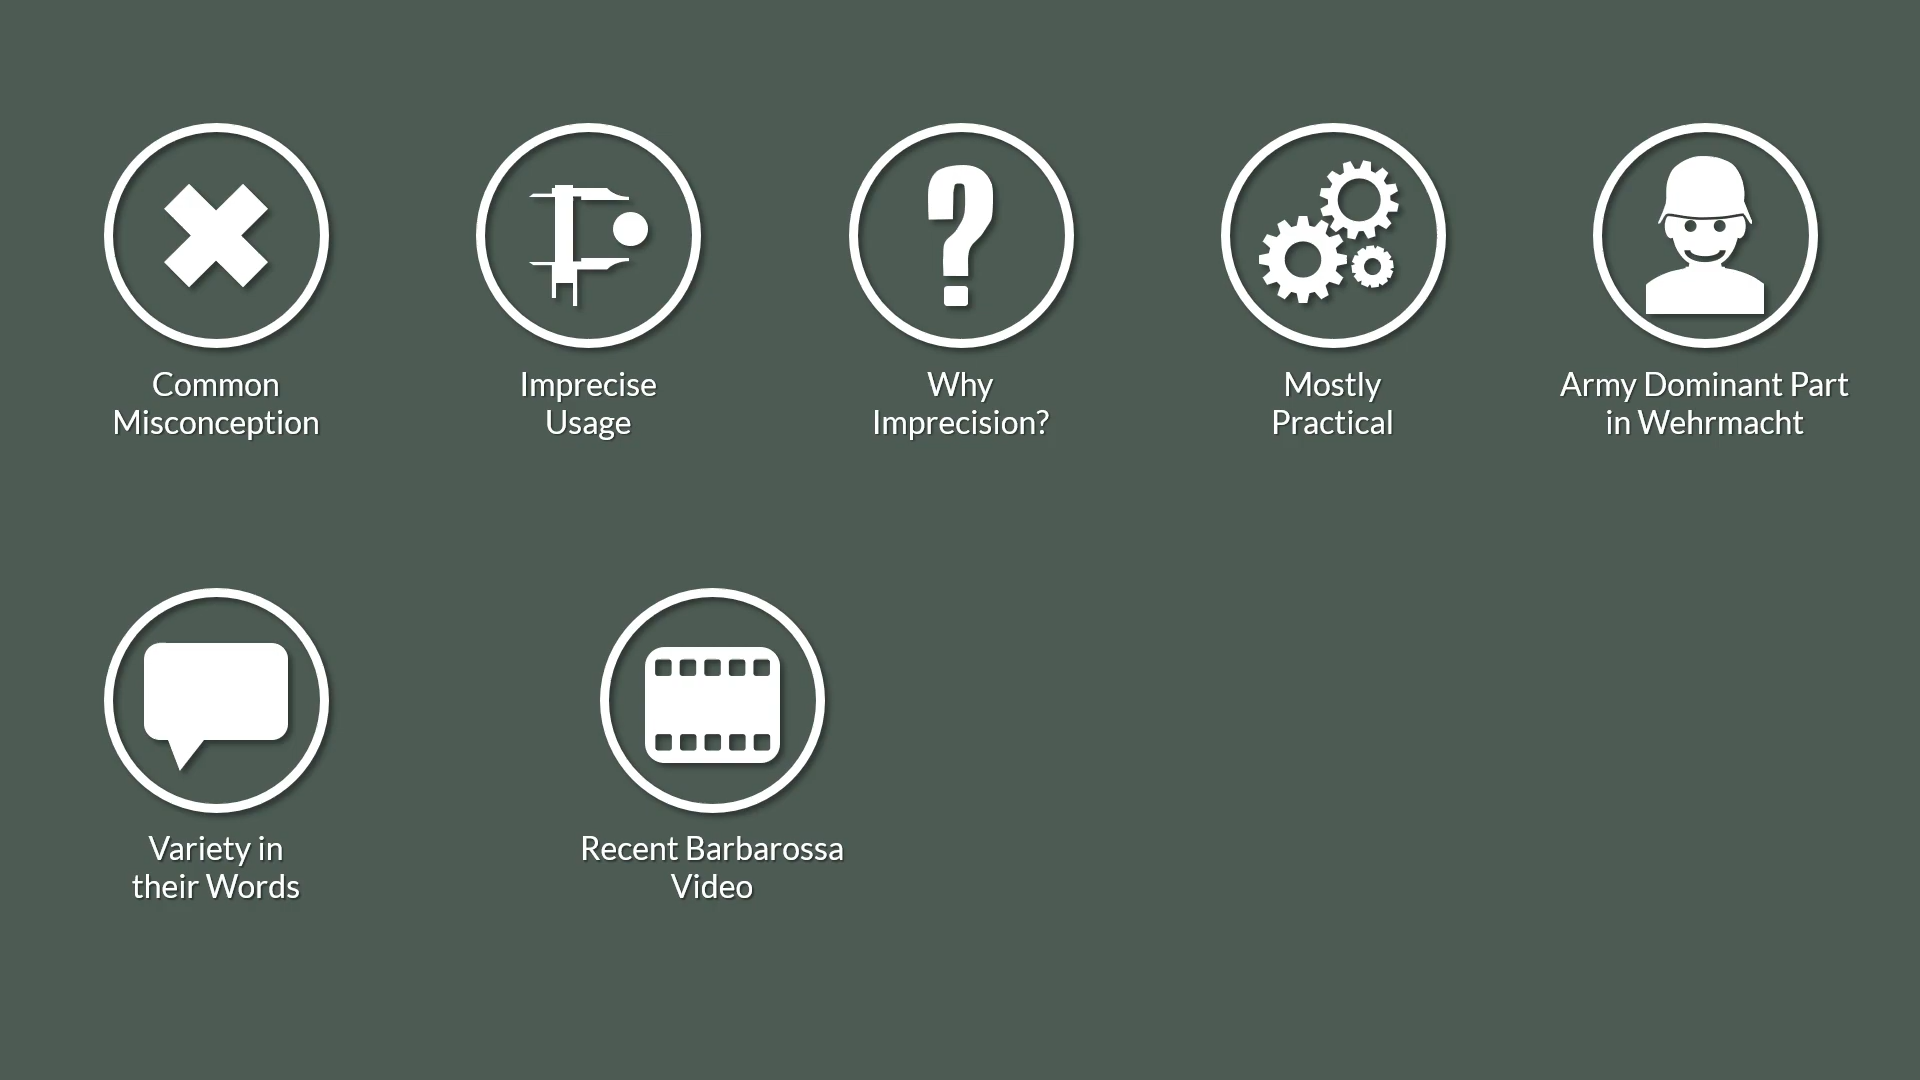 Common
Misconception
Imprecise
Usage
Why
Imprecision?
Mostly
Practical
Army Dominant Part
in Wehrmacht
Variety in
their Words
Recent Barbarossa
Video